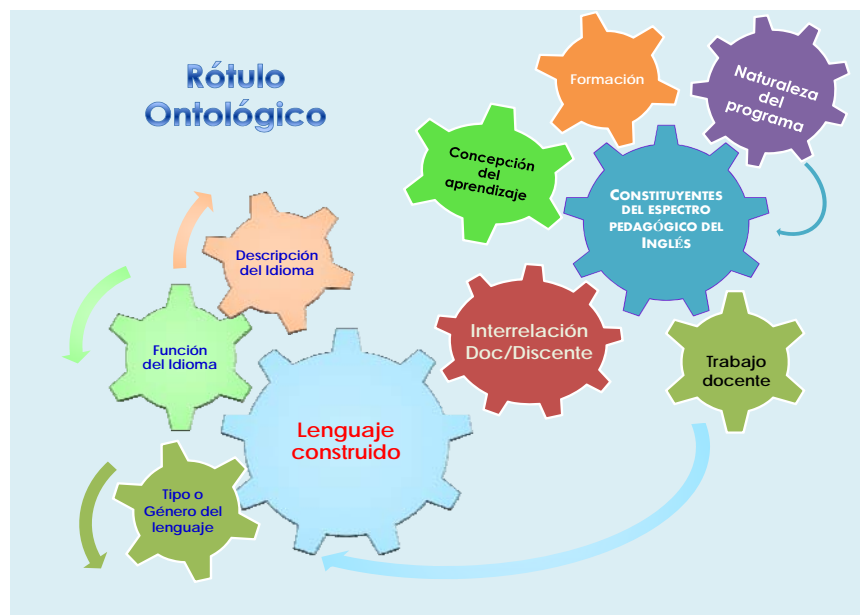 Rótulo
Ontológico
Formación
Naturaleza
del
programa
Concepción
del
aprendizaje
CONSTITUYENTES
DEL ESPECTRO
PEDAGÓGICO DEL
INGLÉS
Descripción
del Idioma
Función
del Idioma
Interrelación
Doc/Discente
Trabajo
docente
Lenguaje
construido
Tipo o
Género del
lenguaje